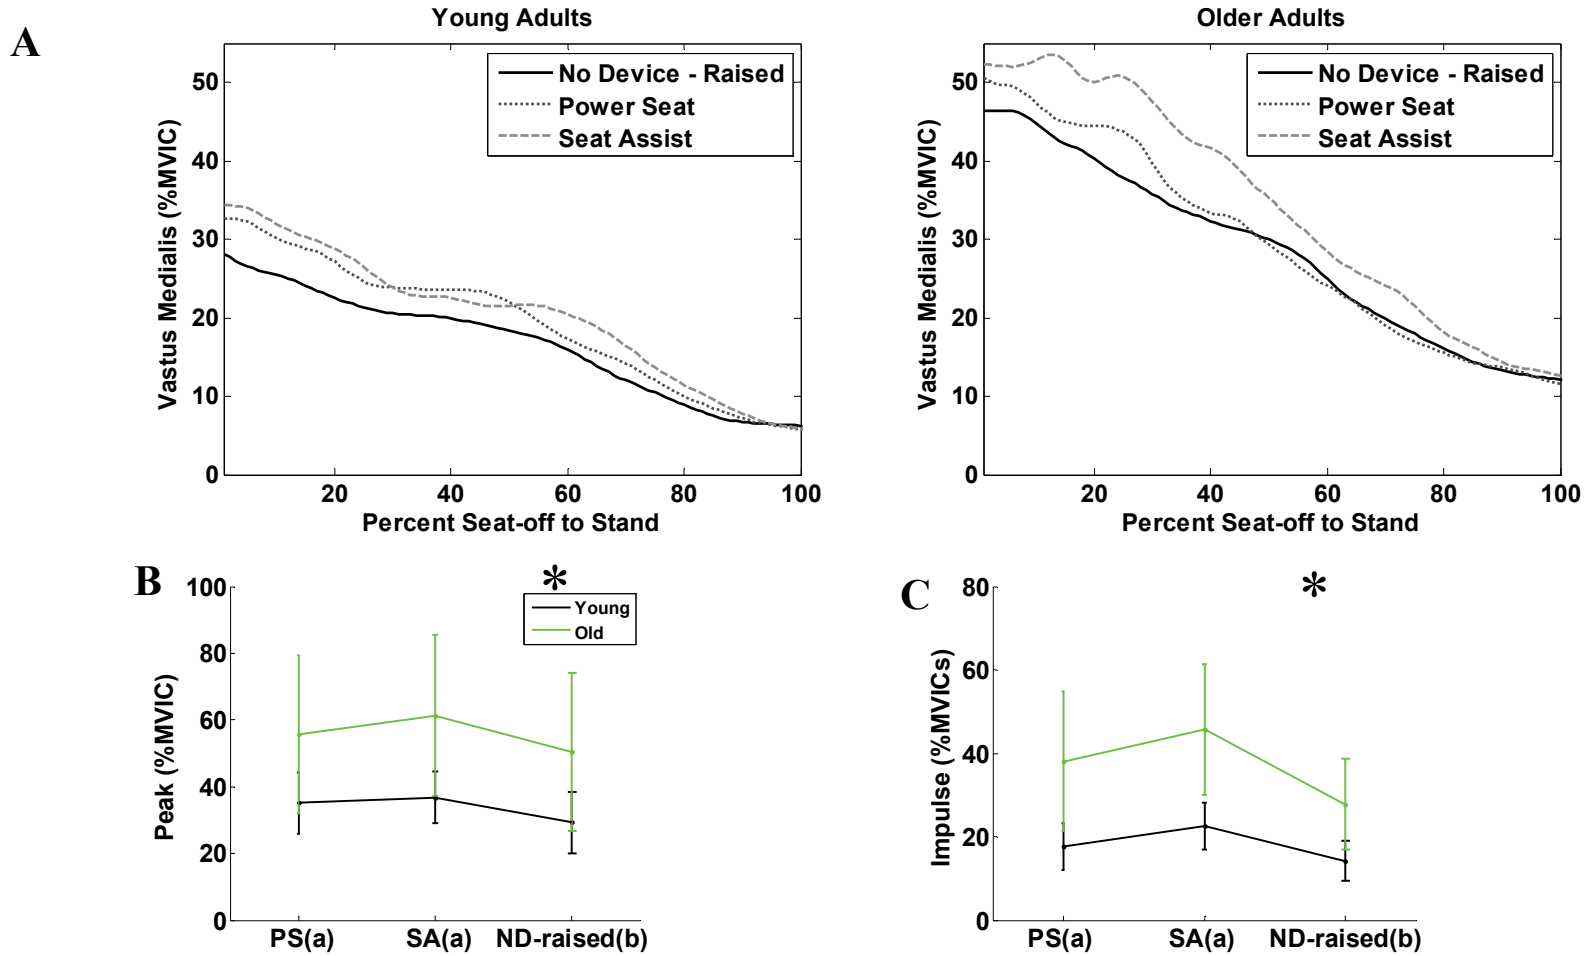 A
Young Adults
Vastus Medialis (%MVIC)
50
40
30
20
10
0
No Device - Raised
Power Seat
Seat Assist
20 40 60 80 100
Percent Seat-off to Stand
Older Adults
Vastus Medialis (%MVIC)
50
40
30
20
10
0
No Device - Raised
Power Seat
Seat Assist
20 40 60 80 100
Percent Seat-off to Stand
B
Peak (%MVIC)
100
80
60
40
20
0
*
Young
Old
PS(a) SA(a) ND-raised(b)
C
Impulse (%MVICs)
80
60
40
20
0
*
PS(a) SA(a) ND-raised(b)